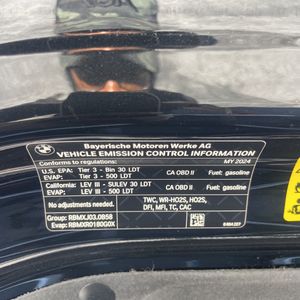 Bayerische Motoren Werke AG
VEHICLE EMISSION CONTROL INFORMATION
Conforms to regulations: MY 2024
U.S. EPA: Tier 3 - Bin 30 LDT CA OBD II Fuel: gasoline
EVAP: Tier 3 - 500 LDT
California: LEV III - SULEV 30 LDT CA OBD II Fuel: gasoline
EVAP: LEV III - 500 LDT
No adjustments needed. TWC, WR-HO2S, HO2S,
DFI, MFI, TC, CAC
Group: RBMXJ03.0B58
Evap: RBMXR0180G0X